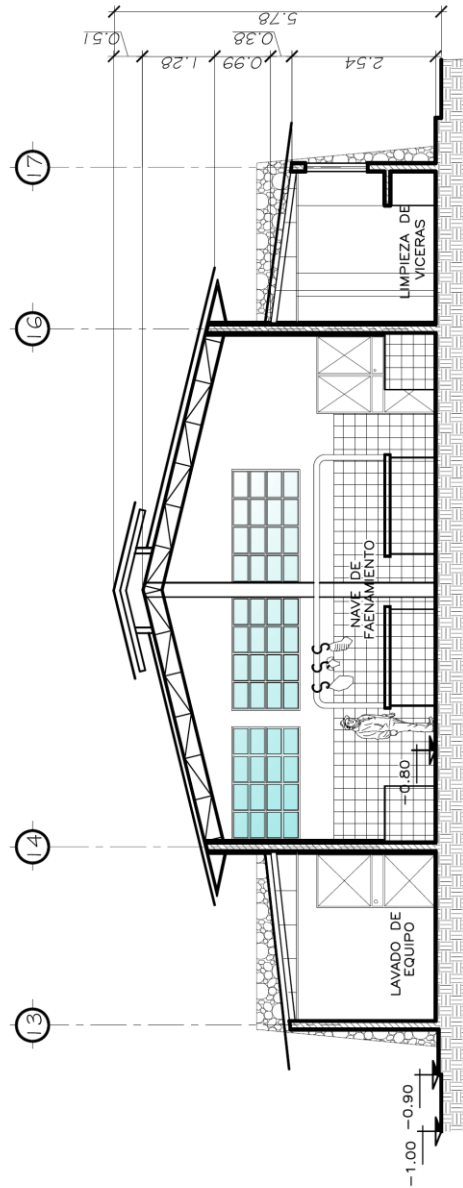 13
14
16
17
0.51
1.28
0.99
0.38
2.54
5.78
LAVADO DE
EQUIPO
NAVE DE
FAENAMIENTO
LIMPIEZA DE
VICERAS
-1.00
-0.90
-0.80